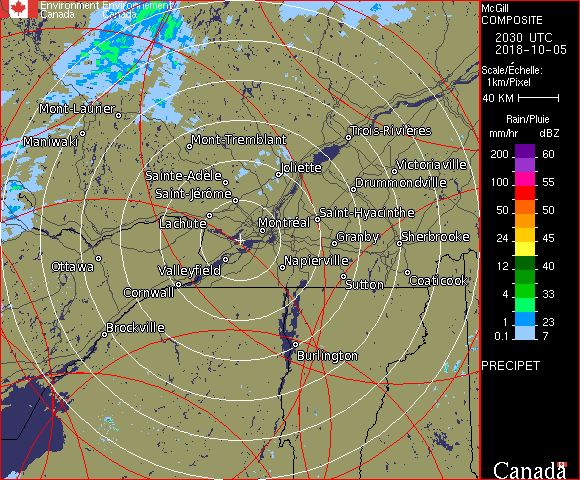 Environment Environnement
Canada Canada
McGill
COMPOSITE
2030 UTC
2018-10-05
Scale/Échelle:
1km/Pixel
40 KM
Rain/Pluie
mm/hr dBZ
200 60
100 55
50 50
24 45
12 40
4 33
1 23
0.1 7
PRECIPET
Canada
Mont-Laurier
Maniwaki
Mont-Tremblant
Trois-Rivières
Joliette
Victoriaville
Sainte-Adèle
Drummondville
Saint-Jérôme
Lachute
Saint-Hyacinthe
Montréal
Granby
Sherbrooke
Ottawa
Valleyfield
Napierville
Cornwall
Sutton
Coaticook
Brockville
Burlington